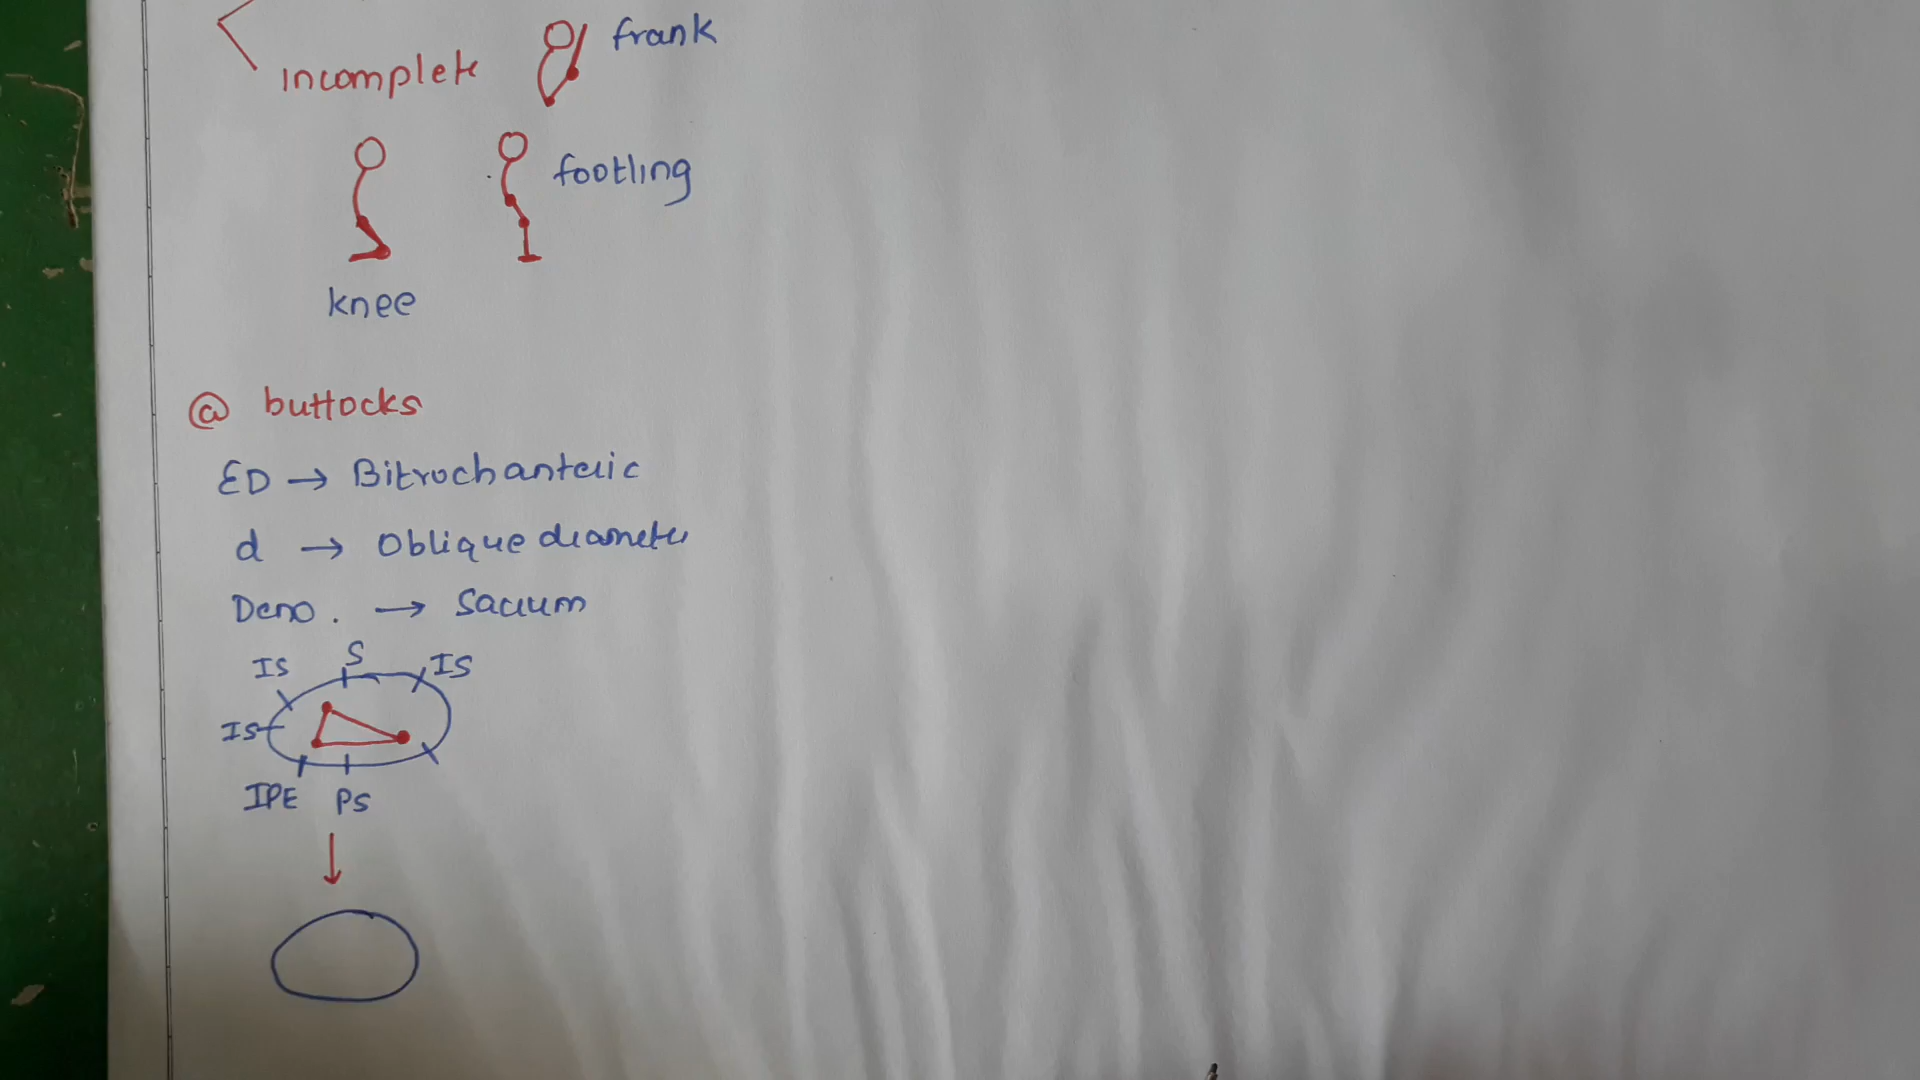 frank
incomplete
footling
knee
@ buttocks
ED → Bitrochanteric
d → Oblique diameter
Deno. → Sacrum
IS S IS
IS
IPE PS